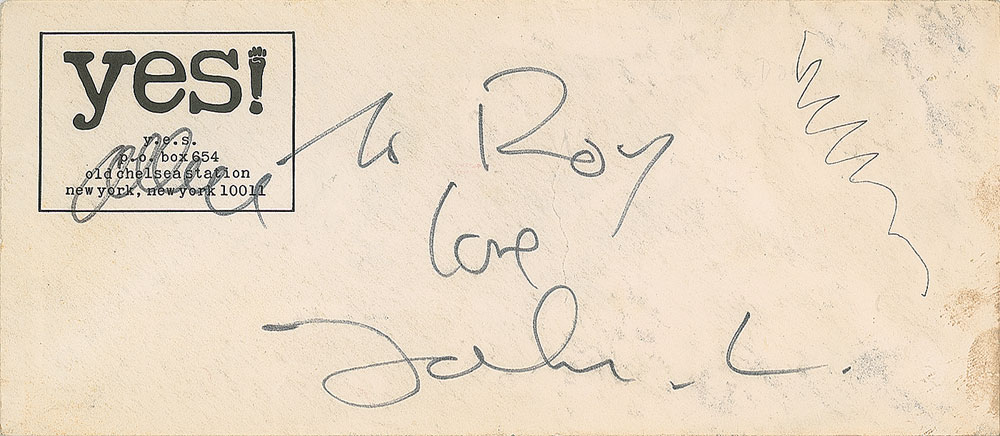 yes!
y.e.s.
p.o. box 654
old chelsea station
new york, new york 10011
to Roy
love
John . L .